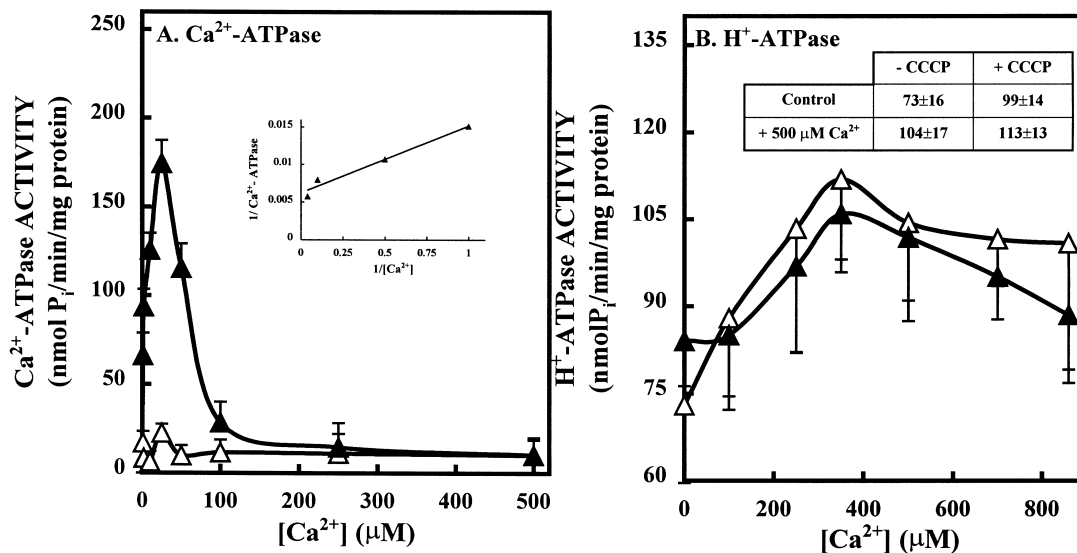 A. Ca²⁺-ATPase
Ca²⁺-ATPase ACTIVITY
(nmol Pᵢ/min/mg protein)
250
200
150
100
50
0
0
100
200
300
400
500
[Ca²⁺] (μM)
1/ Ca²⁺- ATPase
0.015
0.01
0.005
0
0
0.25
0.5
0.75
1
1/[Ca²⁺]
B. H⁺-ATPase
H⁺-ATPase ACTIVITY
(nmolPᵢ/min/mg protein)
135
120
105
90
75
60
0
200
400
600
800
[Ca²⁺] (μM)
- CCCP + CCCP
Control 73±16 99±14
+ 500 μM Ca²⁺ 104±17 113±13